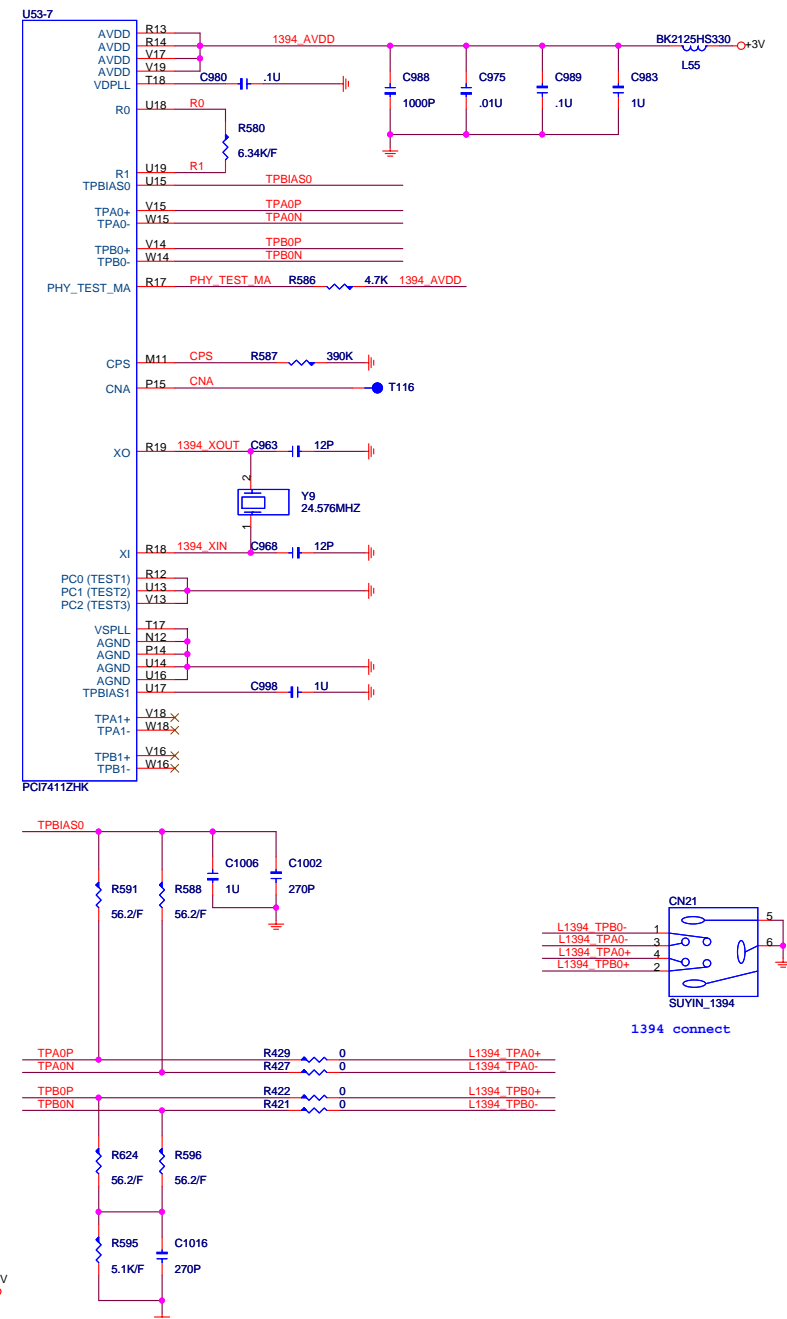 U53-7
AVDD R13
AVDD R14 1394_AVDD BK2125HS330 +3V
AVDD V17
AVDD V19 L55
VDPLL T18 C980 .1U
C988 C975 C989 C983
1000P .01U .1U 1U
R0 U18 R0
R580
6.34K/F
R1 U19 R1
TPBIAS0 U15 TPBIAS0
TPA0+ V15 TPA0P
TPA0- W15 TPA0N
TPB0+ V14 TPB0P
TPB0- W14 TPB0N
PHY_TEST_MA R17 PHY_TEST_MA R586 4.7K 1394_AVDD
CPS M11 CPS R587 390K
CNA P15 CNA T116
XO R19 1394_XOUT C963 12P
2
Y9
24.576MHZ
1
XI R18 1394_XIN C968 12P
PC0 (TEST1) R12
PC1 (TEST2) U13
PC2 (TEST3) V13
VSPLL T17
AGND N12
AGND P14
AGND U14
AGND U16
TPBIAS1 U17 C998 1U
TPA1+ V18
TPA1- W18
TPB1+ V16
TPB1- W16
PCI7411ZHK
TPBIAS0
R591 R588 C1006 C1002
56.2/F 56.2/F 1U 270P
CN21
L1394_TPB0- 1 5
L1394_TPA0- 3 6
L1394_TPA0+ 4
L1394_TPB0+ 2
SUYIN_1394
1394 connect
TPA0P R429 0 L1394_TPA0+
TPA0N R427 0 L1394_TPA0-
TPB0P R422 0 L1394_TPB0+
TPB0N R421 0 L1394_TPB0-
R624 R596
56.2/F 56.2/F
R595 C1016
5.1K/F 270P
V